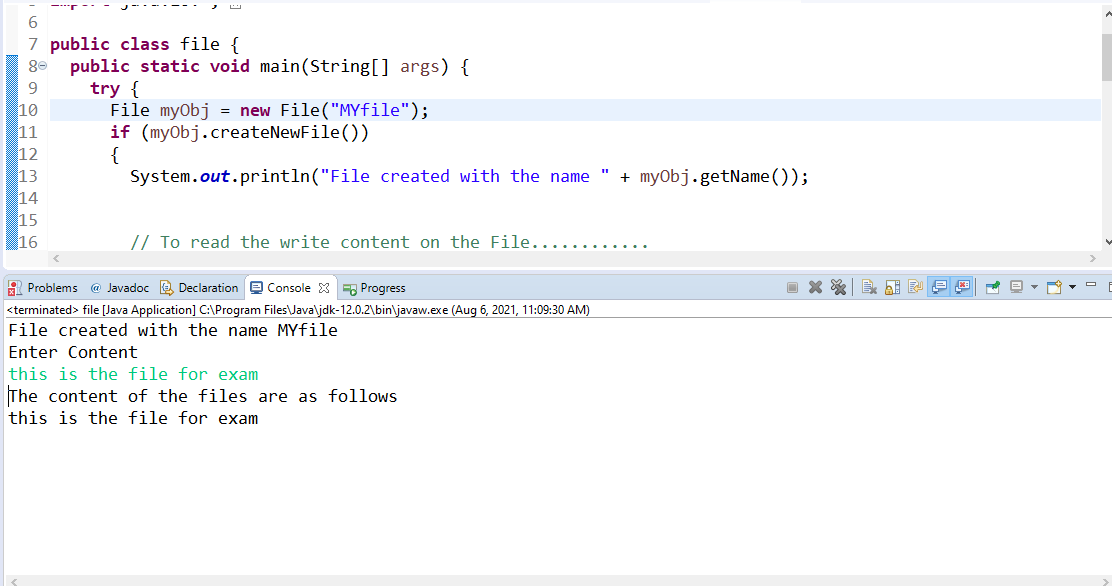 6
7 public class file {
8 public static void main(String[] args) {
9 try {
10 File myObj = new File("MYfile");
11 if (myObj.createNewFile())
12 {
13 System.out.println("File created with the name " + myObj.getName());
14
15
16 // To read the write content on the File............
Problems @ Javadoc Declaration Console Progress
<terminated> file [Java Application] C:\Program Files\Java\jdk-12.0.2\bin\javaw.exe (Aug 6, 2021, 11:09:30 AM)
File created with the name MYfile
Enter Content
this is the file for exam
The content of the files are as follows
this is the file for exam